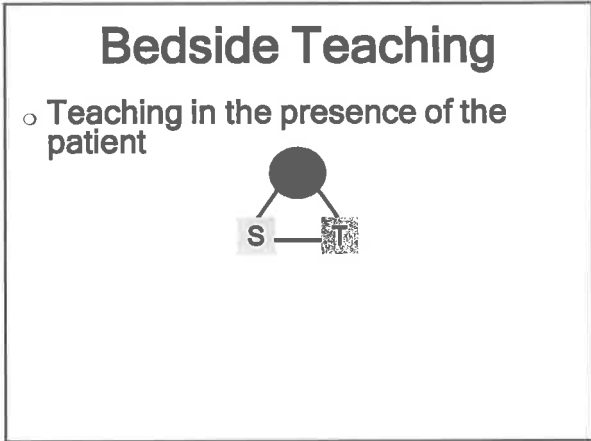 Bedside Teaching
○ Teaching in the presence of the
patient
S T